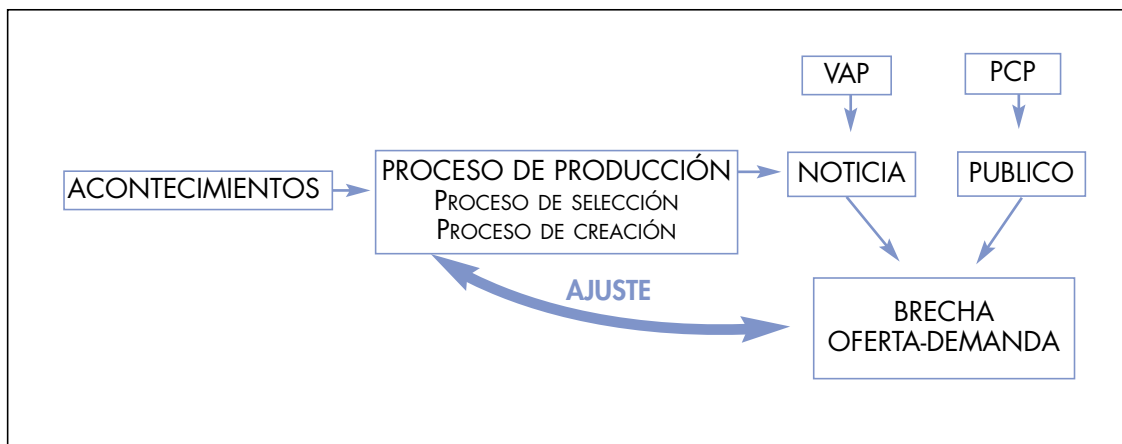 VAP
PCP
ACONTECIMIENTOS
PROCESO DE PRODUCCIÓN
PROCESO DE SELECCIÓN
PROCESO DE CREACIÓN
NOTICIA
PUBLICO
AJUSTE
BRECHA
OFERTA-DEMANDA